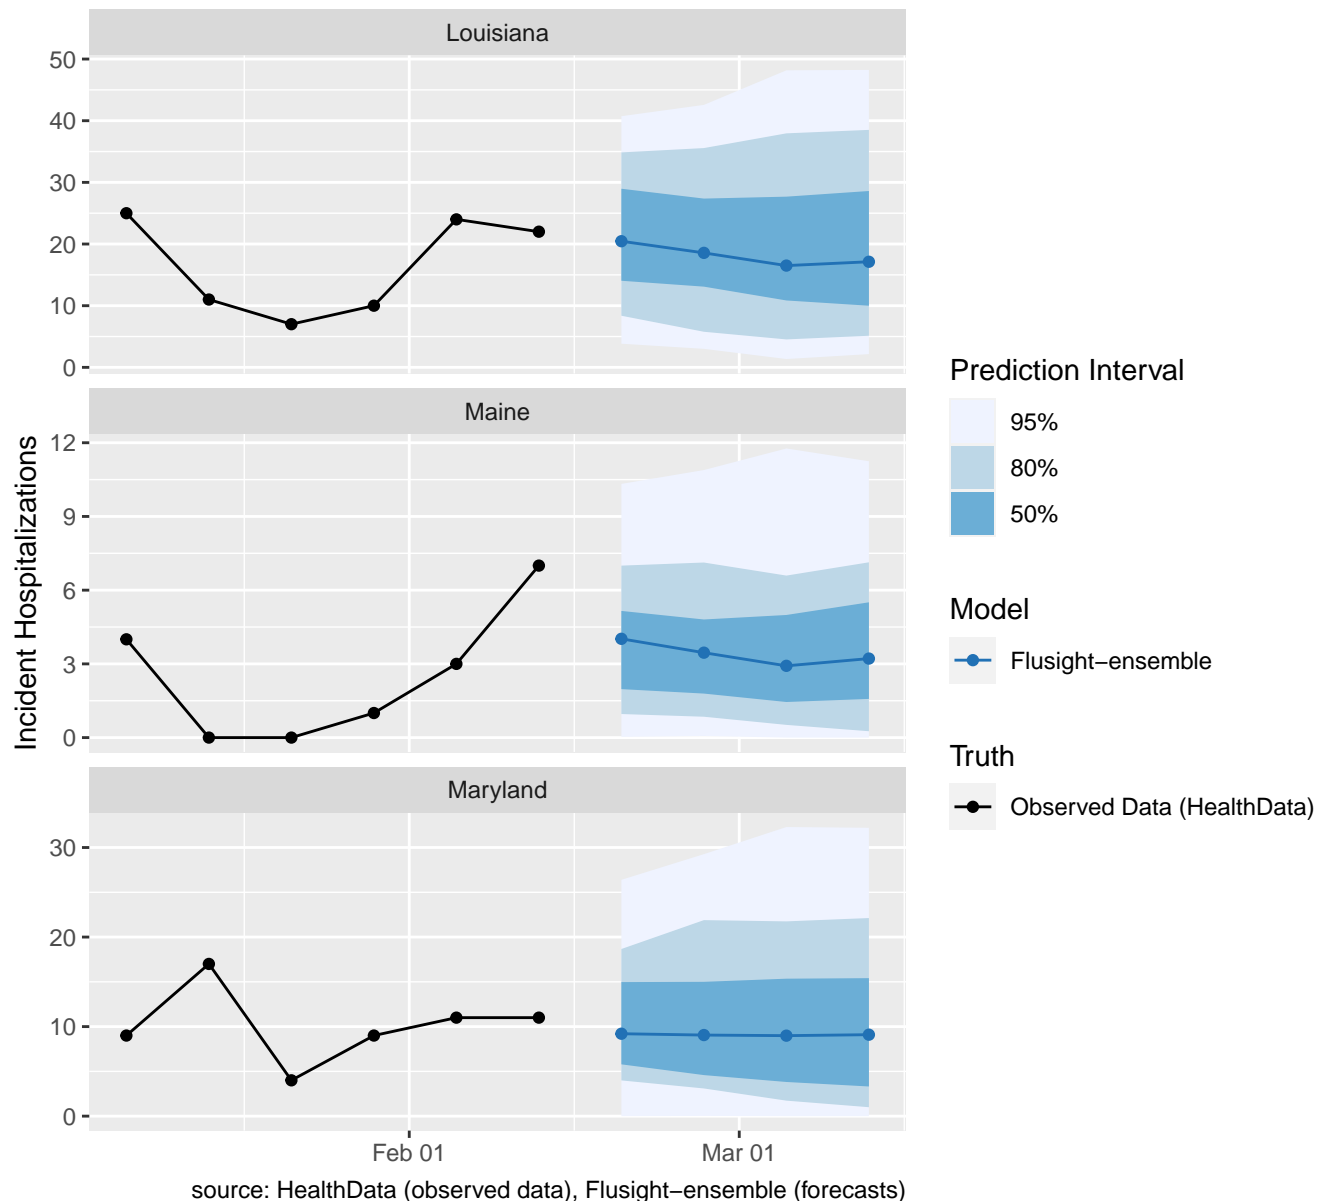 Louisiana
50
40
30
20
10
0
Maine
12
9
6
3
0
Maryland
30
20
10
0
Incident Hospitalizations
Feb 01
Mar 01
source: HealthData (observed data), Flusight−ensemble (forecasts)
Prediction Interval
95%
80%
50%
Model
Flusight−ensemble
Truth
Observed Data (HealthData)